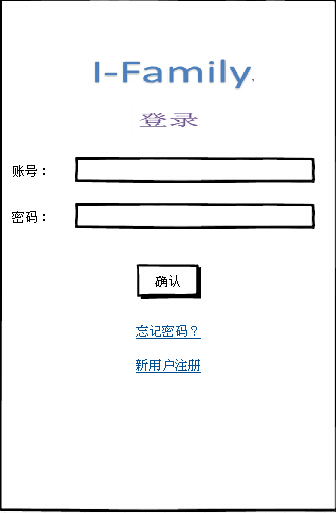 I-Family.
登录
账号：
密码：
确认
忘记密码？
新用户注册